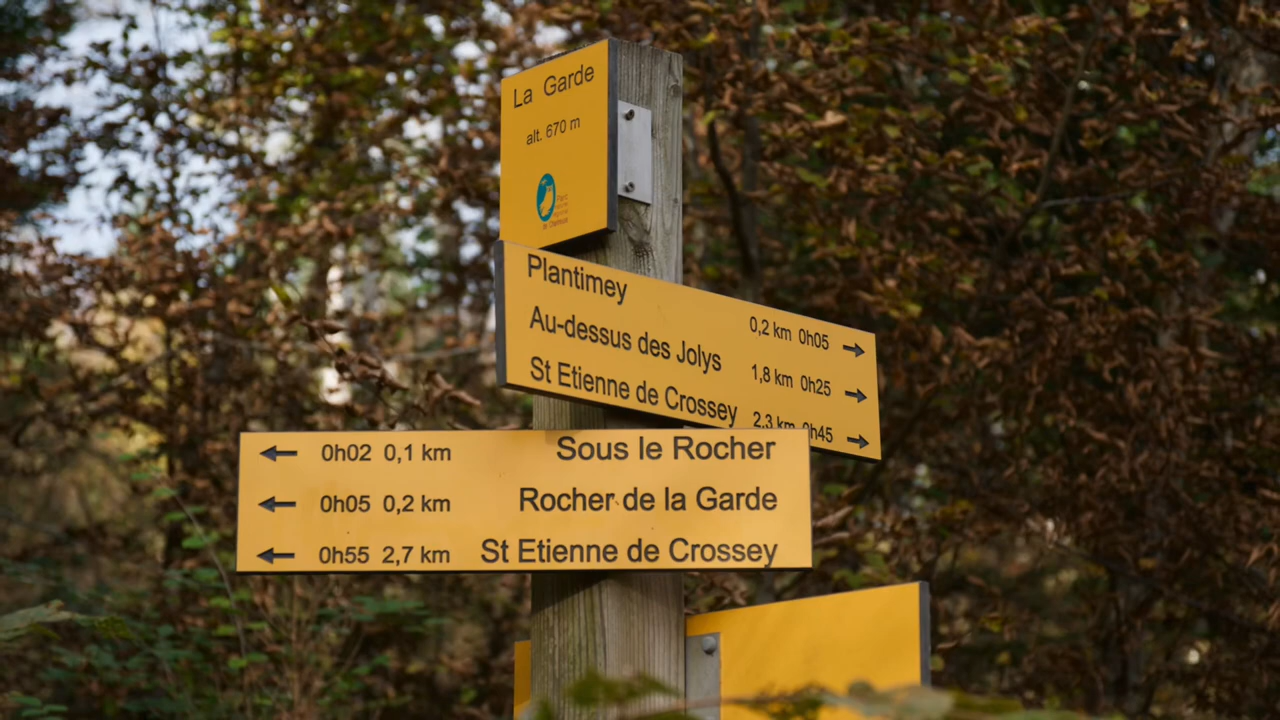 La Garde
alt. 670 m
Plantimey 0,2 km 0h05
Au-dessus des Jolys 1,8 km 0h25
St Etienne de Crossey 2,3 km 0h45
0h02 0,1 km Sous le Rocher
0h05 0,2 km Rocher de la Garde
0h55 2,7 km St Etienne de Crossey